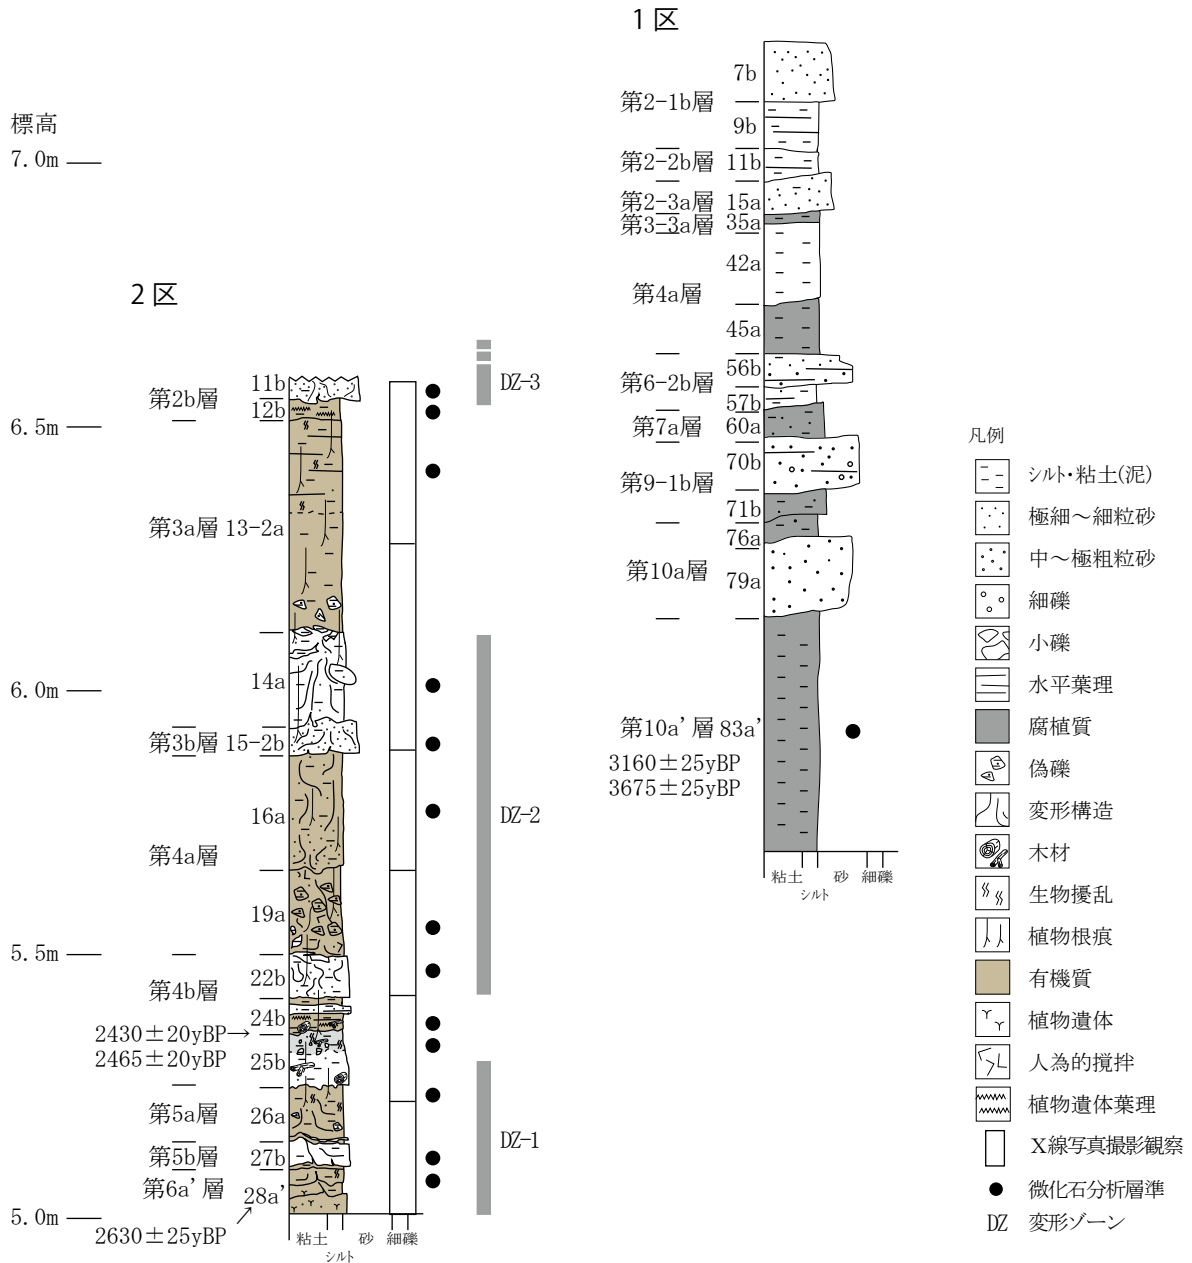 1区
7b
第2-1b層
9b
第2-2b層 11b
第2-3a層 15a
第3-3a層 35a
42a
第4a層
45a
56b
第6-2b層
57b
第7a層 60a
70b
第9-1b層
71b
76a
第10a層
79a
第10a’層 83a’
3160±25yBP
3675±25yBP
粘土 砂 細礫
シルト
標高
7.0m
6.5m
6.0m
5.5m
5.0m
2区
11b
第2b層
12b
第3a層 13-2a
14a
第3b層 15-2b
16a
第4a層
19a
22b
第4b層
24b
2430±20yBP→
2465±20yBP
25b
第5a層 26a
第5b層 27b
第6a’層
28a’
2630±25yBP
粘土 砂 細礫
シルト
DZ-3
DZ-2
DZ-1
凡例
シルト・粘土(泥)
極細～細粒砂
中～極粗粒砂
細礫
小礫
水平葉理
腐植質
偽礫
変形構造
木材
生物擾乱
植物根痕
有機質
植物遺体
人為的撹拌
植物遺体葉理
X線写真撮影観察
微化石分析層準
DZ 変形ゾーン